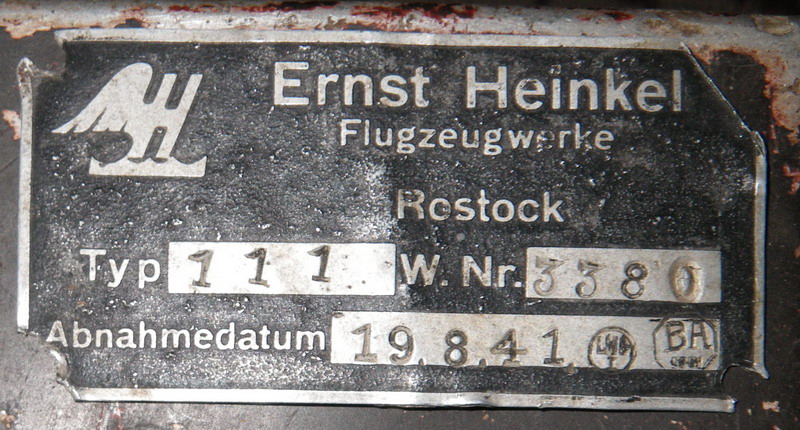 Ernst Heinkel
Flugzeugwerke
Rostock
Typ 111 W. Nr. 3380
Abnahmedatum 19.8.41 BA